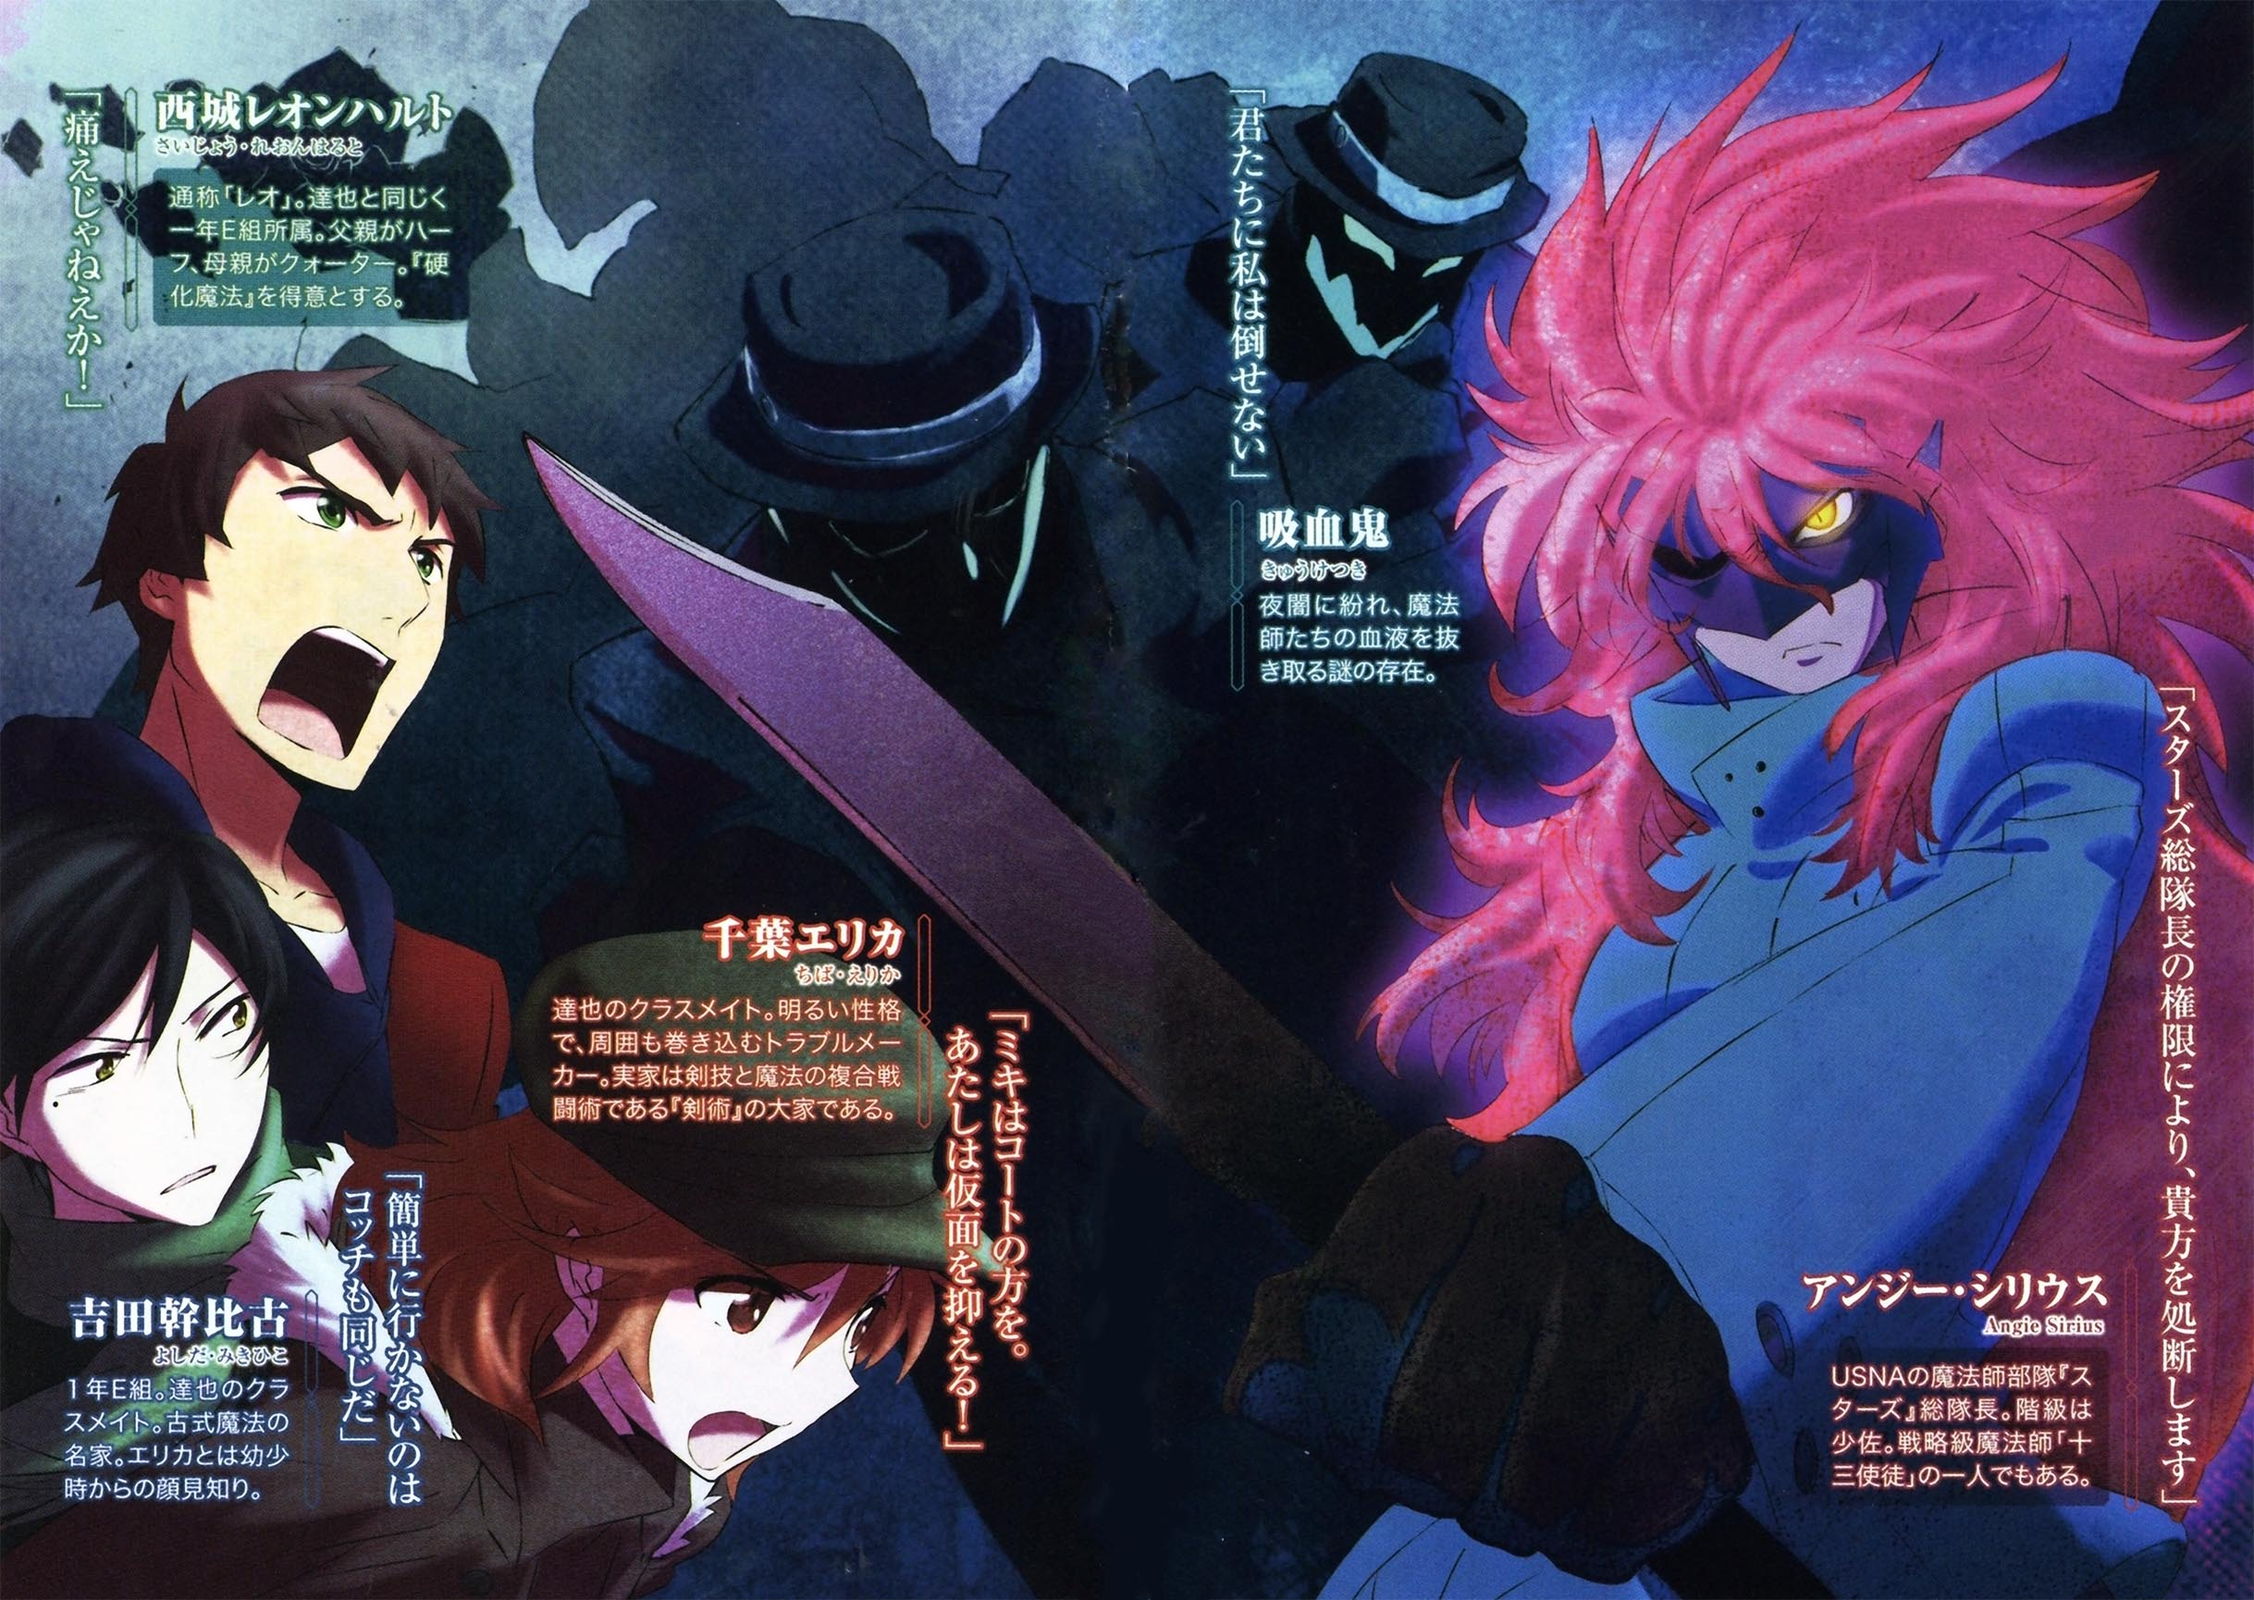 「スターズ総隊長の権限により、貴方を処断します」
アンジー・シリウス
Angie Sirius
USNAの魔法師部隊『ス
ターズ』総隊長。階級は
少佐。戦略級魔法師「十
三使徒」の一人でもある。
「君たちに私は倒せない」
吸血鬼
きゅうけつき
夜闇に紛れ、魔法
師たちの血液を抜
き取る謎の存在。
「ミキはコートの方を。
あたしは仮面を抑える！」
千葉エリカ
ちば・えりか
達也のクラスメイト。明るい性格
で、周囲も巻き込むトラブルメー
カー。実家は剣技と魔法の複合戦
闘術である『剣術』の大家である。
西城レオンハルト
さいじょう・れおんはると
通称「レオ」。達也と同じく
一年E組所属。父親がハー
フ、母親がクォーター。『硬
化魔法』を得意とする。
「痛えじゃねえか！」
「簡単に行かないのは
コッチも同じだ」
吉田幹比古
よしだ・みきひこ
1年E組。達也のクラ
スメイト。古式魔法の
名家。エリカとは幼少
時からの顔見知り。